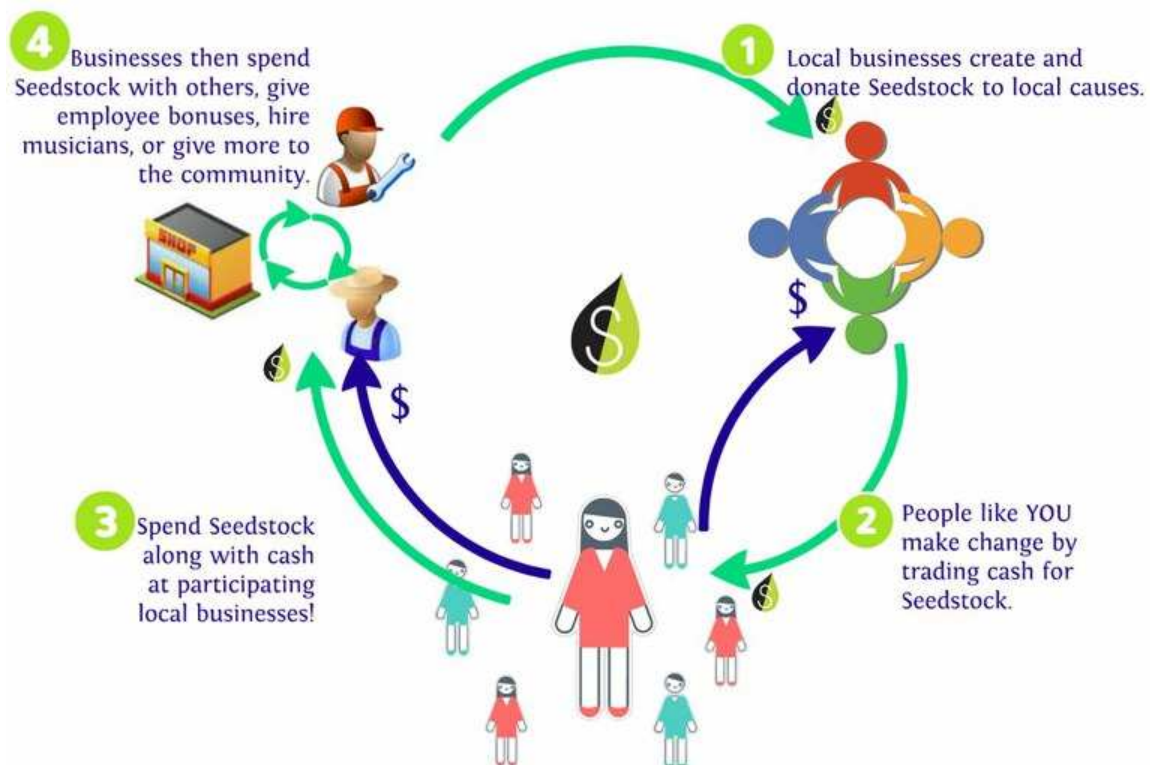 1
Local businesses create and
donate Seedstock to local causes.
2
People like YOU
make change by
trading cash for
Seedstock.
3
Spend Seedstock
along with cash
at participating
local businesses!
4
Businesses then spend
Seedstock with others, give
employee bonuses, hire
musicians, or give more to
the community.
SHOP
S
S
S
S
$
$